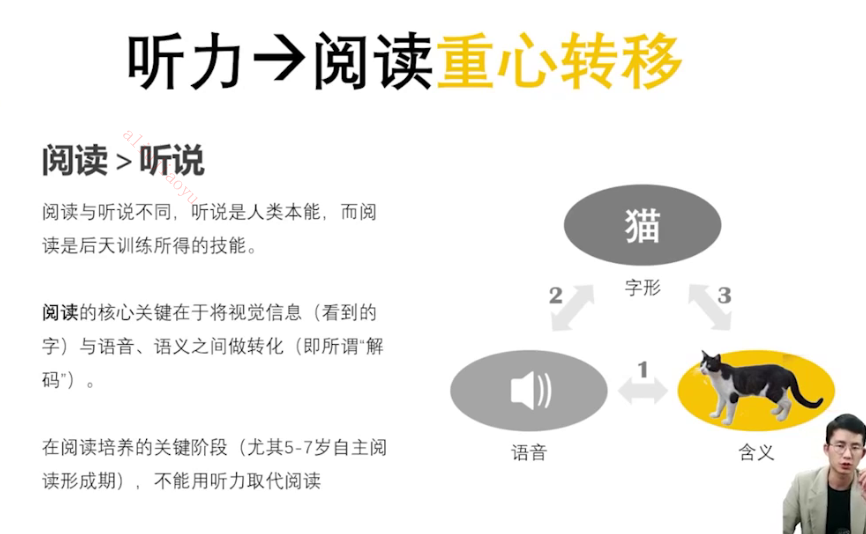 听力→阅读重心转移
阅读 > 听说
阅读与听说不同，听说是人类本能，而阅
读是后天训练所得的技能。
阅读的核心关键在于将视觉信息（看到的
字）与语音、语义之间做转化（即所谓“解
码”）。
在阅读培养的关键阶段（尤其5-7岁自主阅
读形成期），不能用听力取代阅读
猫
字形
2
3
1
语音
含义